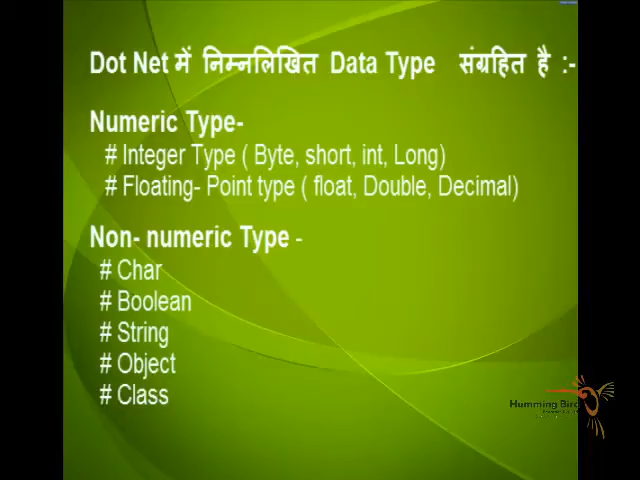 Dot Net में निम्नलिखित Data Type संग्रहित है :-
Numeric Type-
# Integer Type ( Byte, short, int, Long)
# Floating- Point type ( float, Double, Decimal)
Non- numeric Type -
# Char
# Boolean
# String
# Object
# Class
Humming Bird